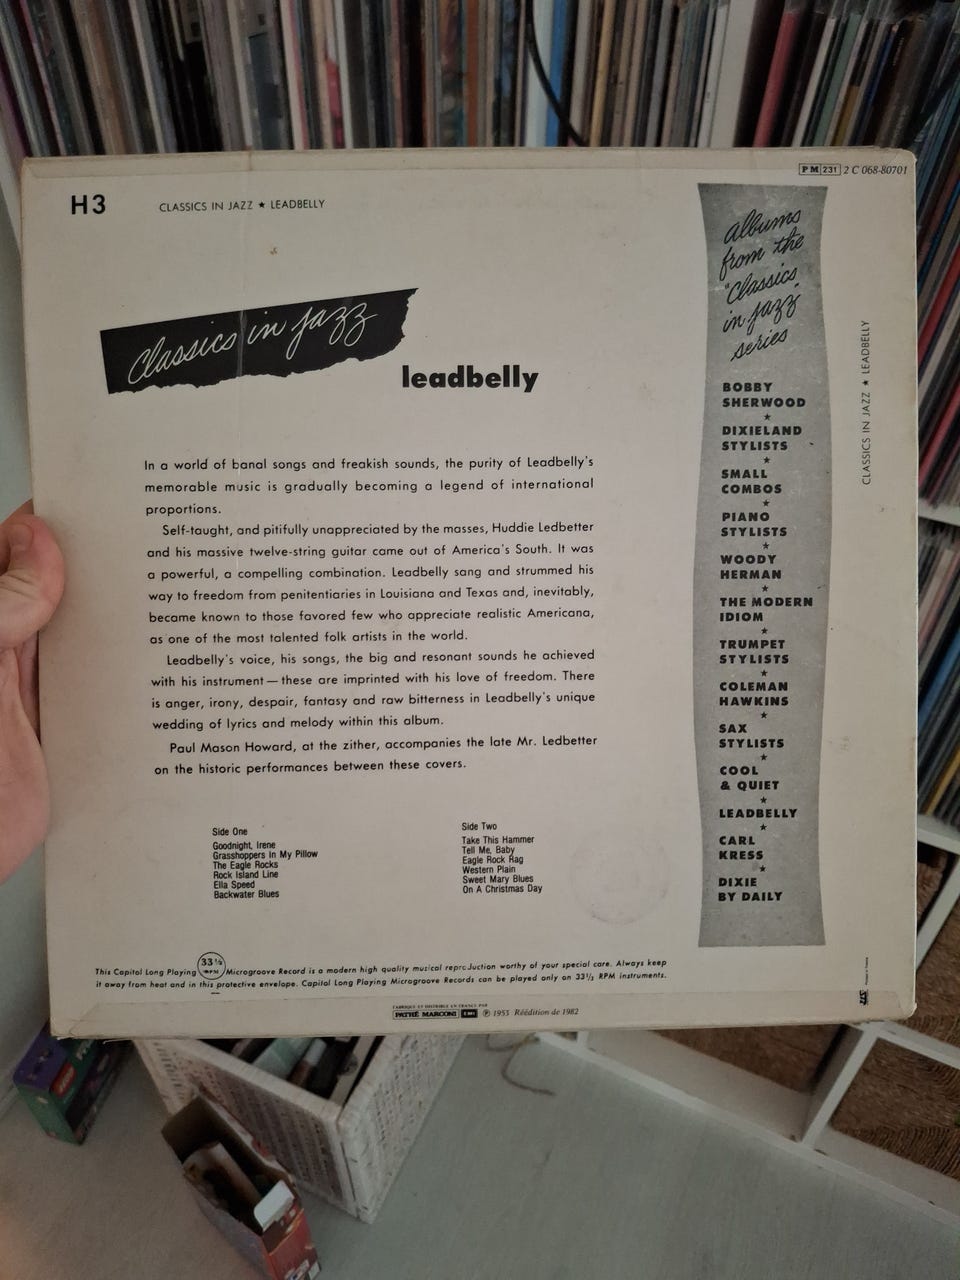 PM 231 2 C 068-80701
H3
CLASSICS IN JAZZ ★ LEADBELLY
Classics in jazz
leadbelly
In a world of banal songs and freakish sounds, the purity of Leadbelly's
memorable music is gradually becoming a legend of international
proportions.
Self-taught, and pitifully unappreciated by the masses, Huddie Ledbetter
and his massive twelve-string guitar came out of America's South. It was
a powerful, a compelling combination. Leadbelly sang and strummed his
way to freedom from penitentiaries in Louisiana and Texas and, inevitably,
became known to those favored few who appreciate realistic Americana,
as one of the most talented folk artists in the world.
Leadbelly's voice, his songs, the big and resonant sounds he achieved
with his instrument — these are imprinted with his love of freedom. There
is anger, irony, despair, fantasy and raw bitterness in Leadbelly's unique
wedding of lyrics and melody within this album.
Paul Mason Howard, at the zither, accompanies the late Mr. Ledbetter
on the historic performances between these covers.
Side One
Goodnight, Irene
Grasshoppers In My Pillow
The Eagle Rocks
Rock Island Line
Ella Speed
Backwater Blues
Side Two
Take This Hammer
Tell Me, Baby
Eagle Rock Rag
Western Plain
Sweet Mary Blues
On A Christmas Day
albums
from the
"Classics
in jazz"
series
BOBBY
SHERWOOD
★
DIXIELAND
STYLISTS
★
SMALL
COMBOS
★
PIANO
STYLISTS
★
WOODY
HERMAN
★
THE MODERN
IDIOM
★
TRUMPET
STYLISTS
★
COLEMAN
HAWKINS
★
SAX
STYLISTS
★
COOL
& QUIET
★
LEADBELLY
★
CARL
KRESS
★
DIXIE
BY DAILY
CLASSICS IN JAZZ ★ LEADBELLY
This Capitol Long Playing 33 1/3 RPM Microgroove Record is a modern high quality musical reproduction worthy of your special care. Always keep
it away from heat and in this protective envelope. Capitol Long Playing Microgroove Records can be played only on 33 1/3 RPM instruments.
FABRIQUÉ ET DISTRIBUÉ EN FRANCE PAR
PATHÉ MARCONI EMI Ⓟ 1953 Réédition de 1982